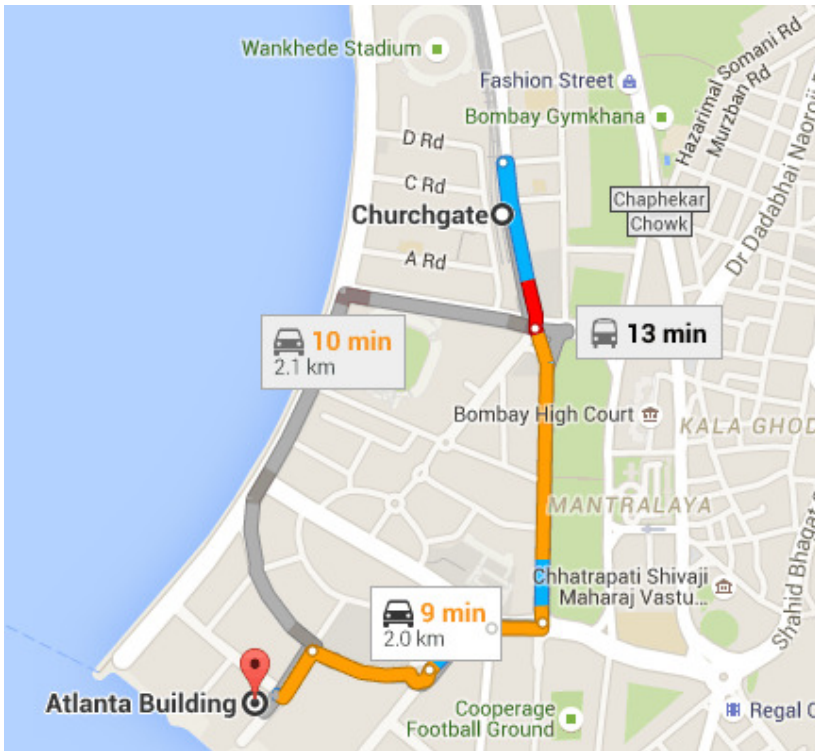 Wankhede Stadium
Fashion Street
Hazarimal Somani Rd
Murzban Rd
Bombay Gymkhana
D Rd
C Rd
Chaphekar
Chowk
Churchgate
Dr Dadabhai Naoroji
A Rd
10 min
2.1 km
13 min
Bombay High Court
KALA GHOD
MANTRALAYA
Chhatrapati Shivaji
Maharaj Vastu...
9 min
2.0 km
Shahid Bhagat
Atlanta Building
Cooperage
Football Ground
Regal C